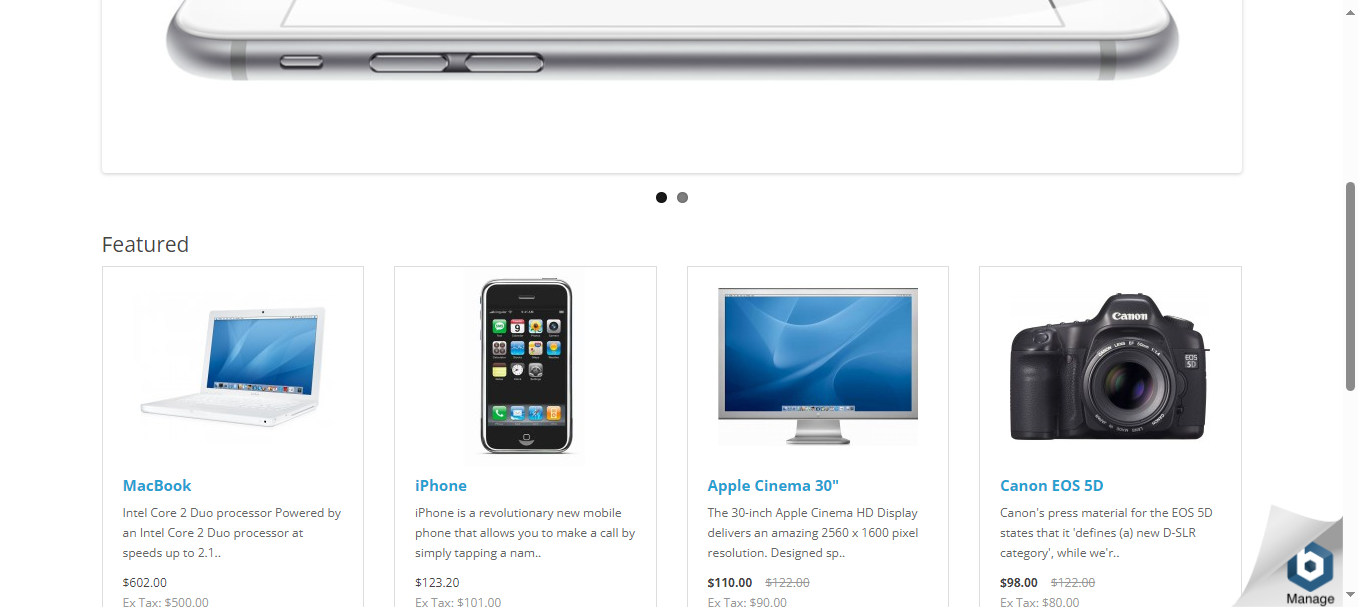 Featured
MacBook
Intel Core 2 Duo processor Powered by
an Intel Core 2 Duo processor at
speeds up to 2.1..
$602.00
Ex Tax: $500.00
iPhone
iPhone is a revolutionary new mobile
phone that allows you to make a call by
simply tapping a nam..
$123.20
Ex Tax: $101.00
Apple Cinema 30"
The 30-inch Apple Cinema HD Display
delivers an amazing 2560 x 1600 pixel
resolution. Designed sp..
$110.00 $122.00
Ex Tax: $90.00
Canon
EOS
5D
Canon EOS 5D
Canon's press material for the EOS 5D
states that it 'defines (a) new D-SLR
category', while we'r..
$98.00 $122.00
Ex Tax: $80.00
b
Manage